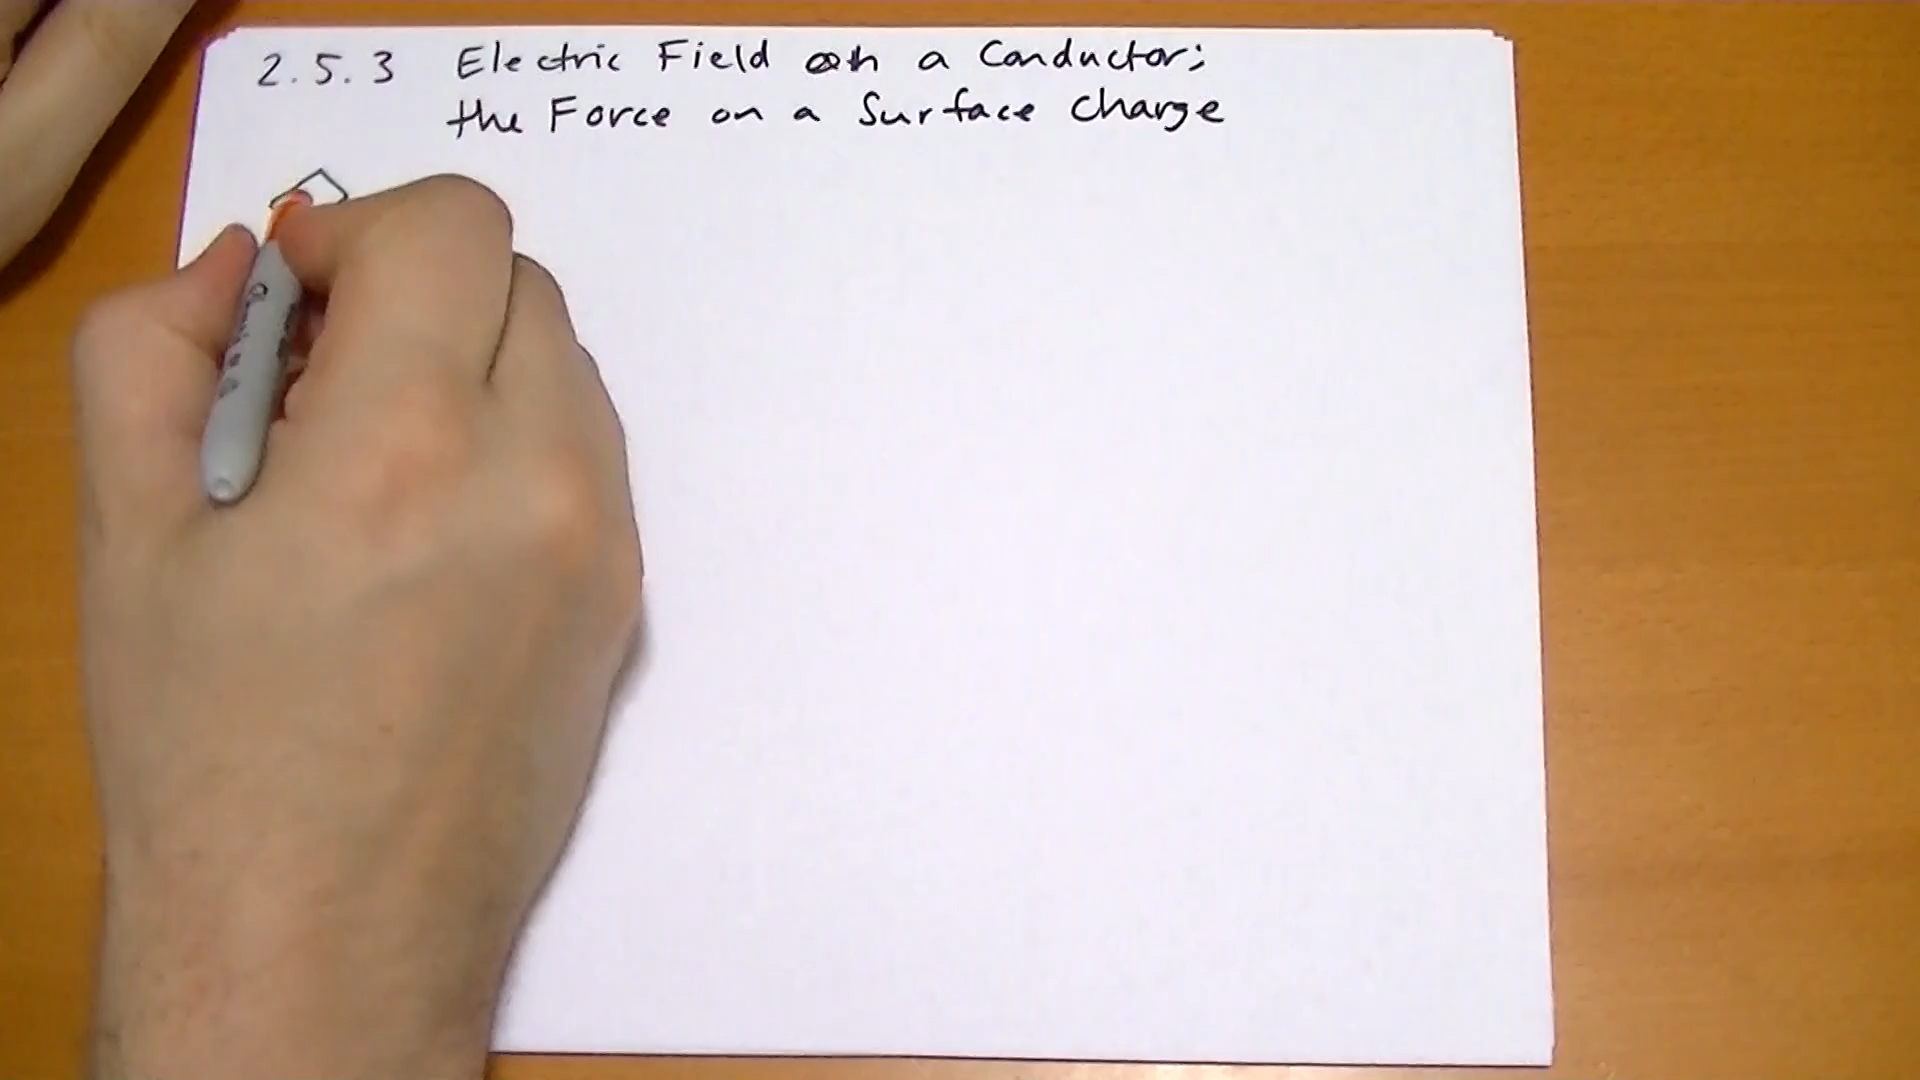 2.5.3 Electric Field on a Conductor;
the Force on a Surface Charge